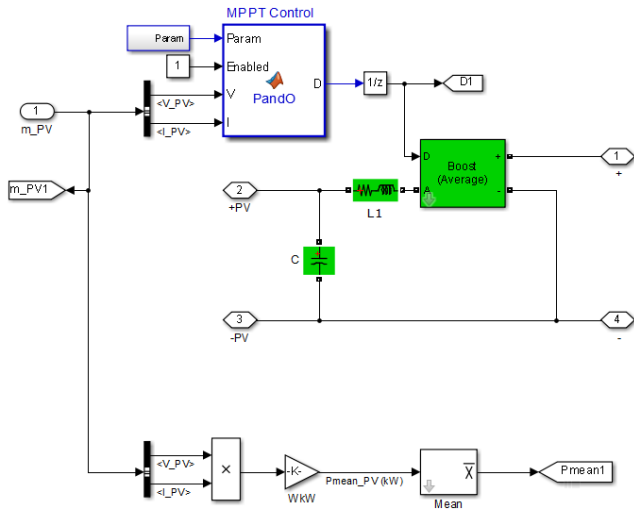 MPPT Control
Param
Param
1
Enabled
V
I
D
PandO
1/z
D1
1
m_PV
<V_PV>
<I_PV>
m_PV1
2
+PV
L1
D
A
Boost
(Average)
+
-
1
+
C
3
-PV
4
-
<V_PV>
<I_PV>
×
-K-
WkW
Pmean_PV(kW)
X
Mean
Pmean1